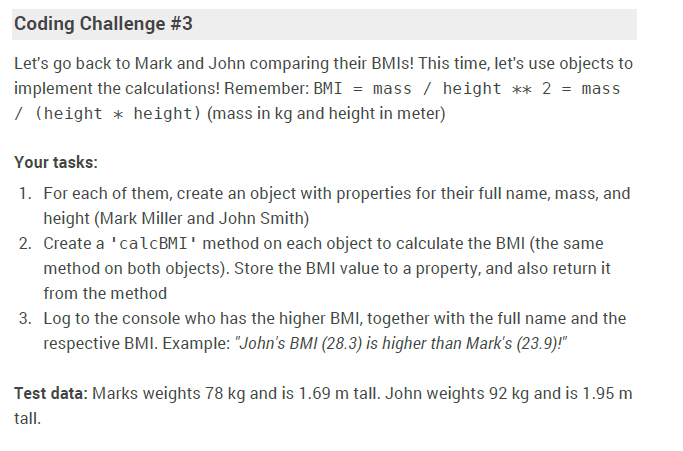 Coding Challenge #3
Let's go back to Mark and John comparing their BMIs! This time, let's use objects to
implement the calculations! Remember: BMI = mass / height ** 2 = mass
/ (height * height) (mass in kg and height in meter)
Your tasks:
1. For each of them, create an object with properties for their full name, mass, and
height (Mark Miller and John Smith)
2. Create a 'calcBMI' method on each object to calculate the BMI (the same
method on both objects). Store the BMI value to a property, and also return it
from the method
3. Log to the console who has the higher BMI, together with the full name and the
respective BMI. Example: "John's BMI (28.3) is higher than Mark's (23.9)!"
Test data: Marks weights 78 kg and is 1.69 m tall. John weights 92 kg and is 1.95 m
tall.